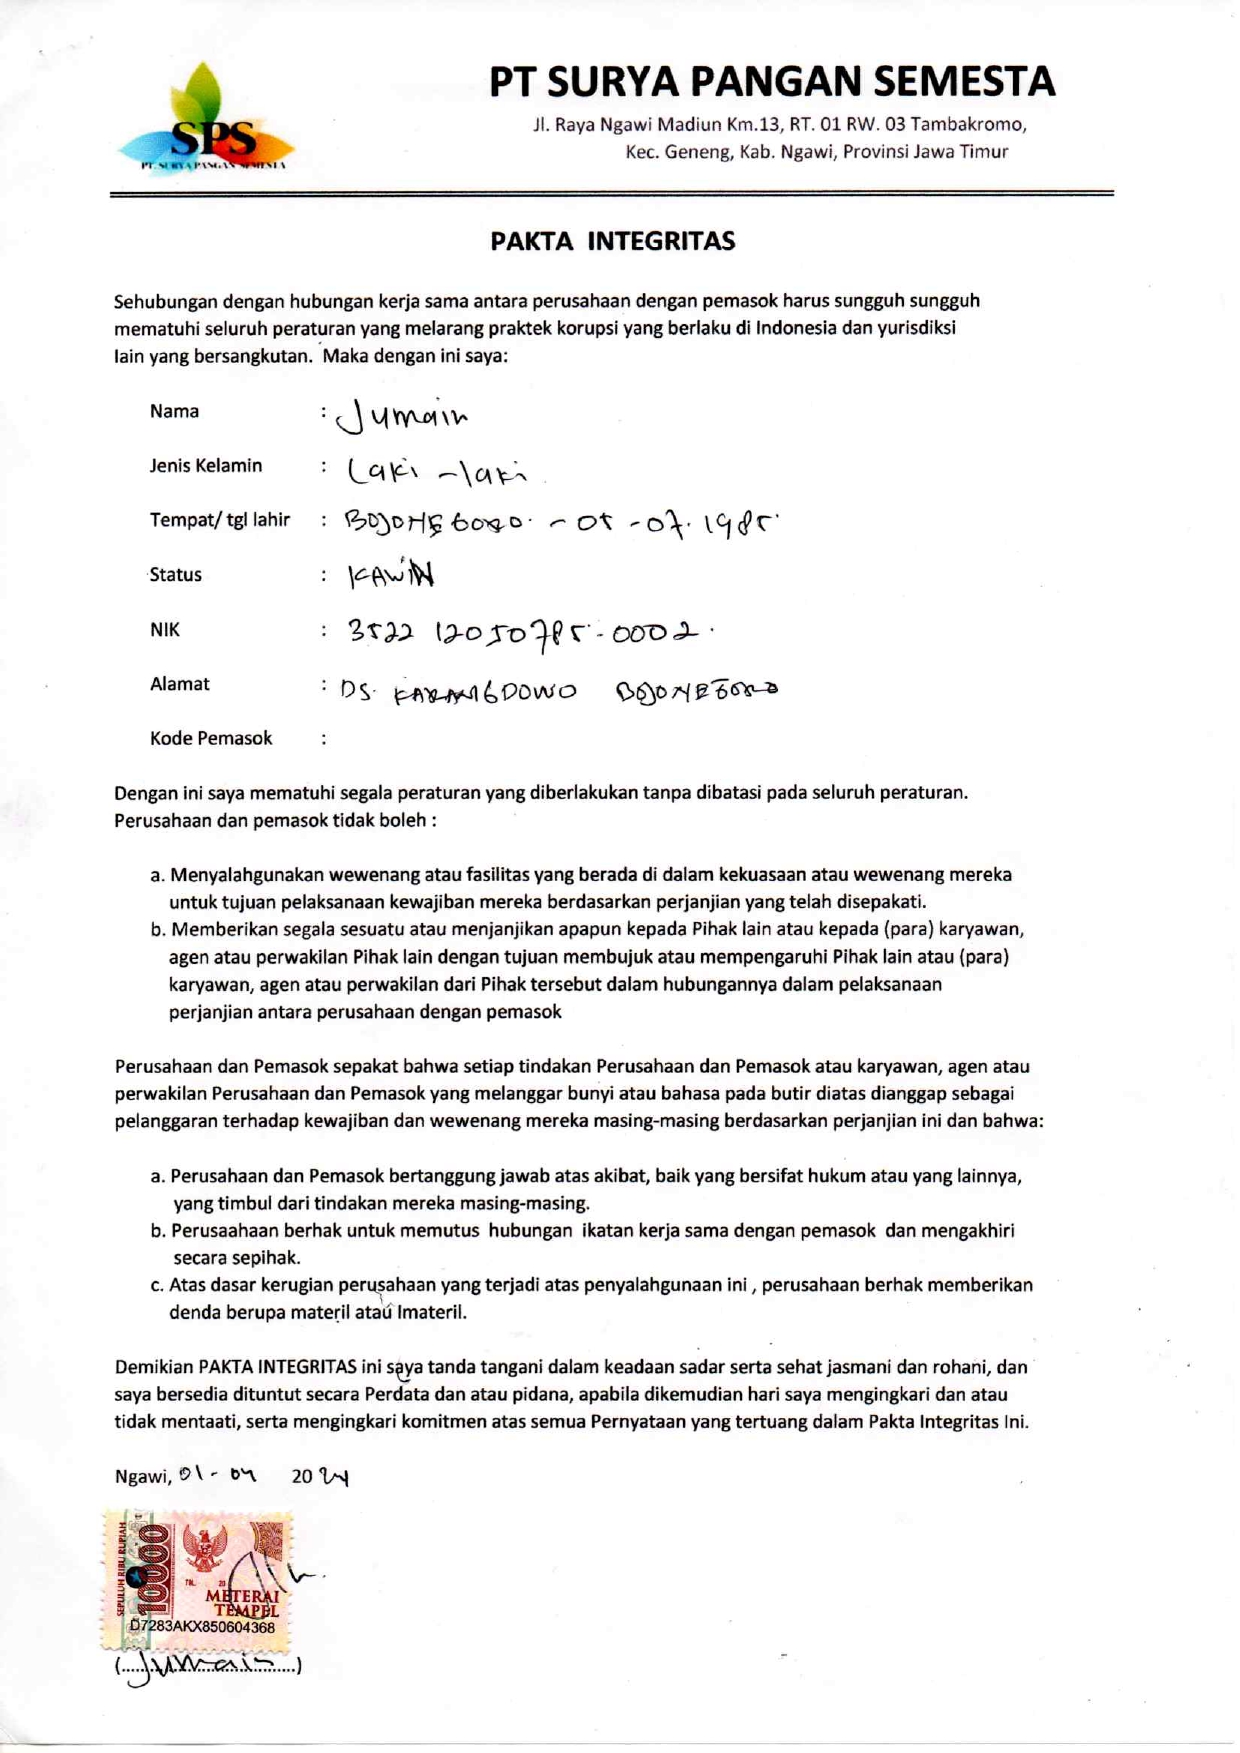 SPS
PT. SURYA PANGAN SEMESTA
PT SURYA PANGAN SEMESTA
Jl. Raya Ngawi Madiun Km.13, RT. 01 RW. 03 Tambakromo,
Kec. Geneng, Kab. Ngawi, Provinsi Jawa Timur
PAKTA INTEGRITAS
Sehubungan dengan hubungan kerja sama antara perusahaan dengan pemasok harus sungguh sungguh
mematuhi seluruh peraturan yang melarang praktek korupsi yang berlaku di Indonesia dan yurisdiksi
lain yang bersangkutan. Maka dengan ini saya:
Nama : Jumain
Jenis Kelamin : Laki-laki
Tempat/ tgl lahir : BOJONEGORO - 05 - 07. 1985
Status : KAWIN
NIK : 3522 12050785-0002.
Alamat : DS. KARANGDOWO BOJONEGORO
Kode Pemasok :
Dengan ini saya mematuhi segala peraturan yang diberlakukan tanpa dibatasi pada seluruh peraturan.
Perusahaan dan pemasok tidak boleh :
a. Menyalahgunakan wewenang atau fasilitas yang berada di dalam kekuasaan atau wewenang mereka
untuk tujuan pelaksanaan kewajiban mereka berdasarkan perjanjian yang telah disepakati.
b. Memberikan segala sesuatu atau menjanjikan apapun kepada Pihak lain atau kepada (para) karyawan,
agen atau perwakilan Pihak lain dengan tujuan membujuk atau mempengaruhi Pihak lain atau (para)
karyawan, agen atau perwakilan dari Pihak tersebut dalam hubungannya dalam pelaksanaan
perjanjian antara perusahaan dengan pemasok
Perusahaan dan Pemasok sepakat bahwa setiap tindakan Perusahaan dan Pemasok atau karyawan, agen atau
perwakilan Perusahaan dan Pemasok yang melanggar bunyi atau bahasa pada butir diatas dianggap sebagai
pelanggaran terhadap kewajiban dan wewenang mereka masing-masing berdasarkan perjanjian ini dan bahwa:
a. Perusahaan dan Pemasok bertanggung jawab atas akibat, baik yang bersifat hukum atau yang lainnya,
yang timbul dari tindakan mereka masing-masing.
b. Perusaahaan berhak untuk memutus hubungan ikatan kerja sama dengan pemasok dan mengakhiri
secara sepihak.
c. Atas dasar kerugian perusahaan yang terjadi atas penyalahgunaan ini , perusahaan berhak memberikan
denda berupa materil atau Imateril.
Demikian PAKTA INTEGRITAS ini saya tanda tangani dalam keadaan sadar serta sehat jasmani dan rohani, dan
saya bersedia dituntut secara Perdata dan atau pidana, apabila dikemudian hari saya mengingkari dan atau
tidak mentaati, serta mengingkari komitmen atas semua Pernyataan yang tertuang dalam Pakta Integritas Ini.
Ngawi, 01 - 04 2024
SEPULUH RIBU RUPIAH
10000
TGL. 20
METERAI
TEMPEL
D7283AKX850604368
(Jumain)